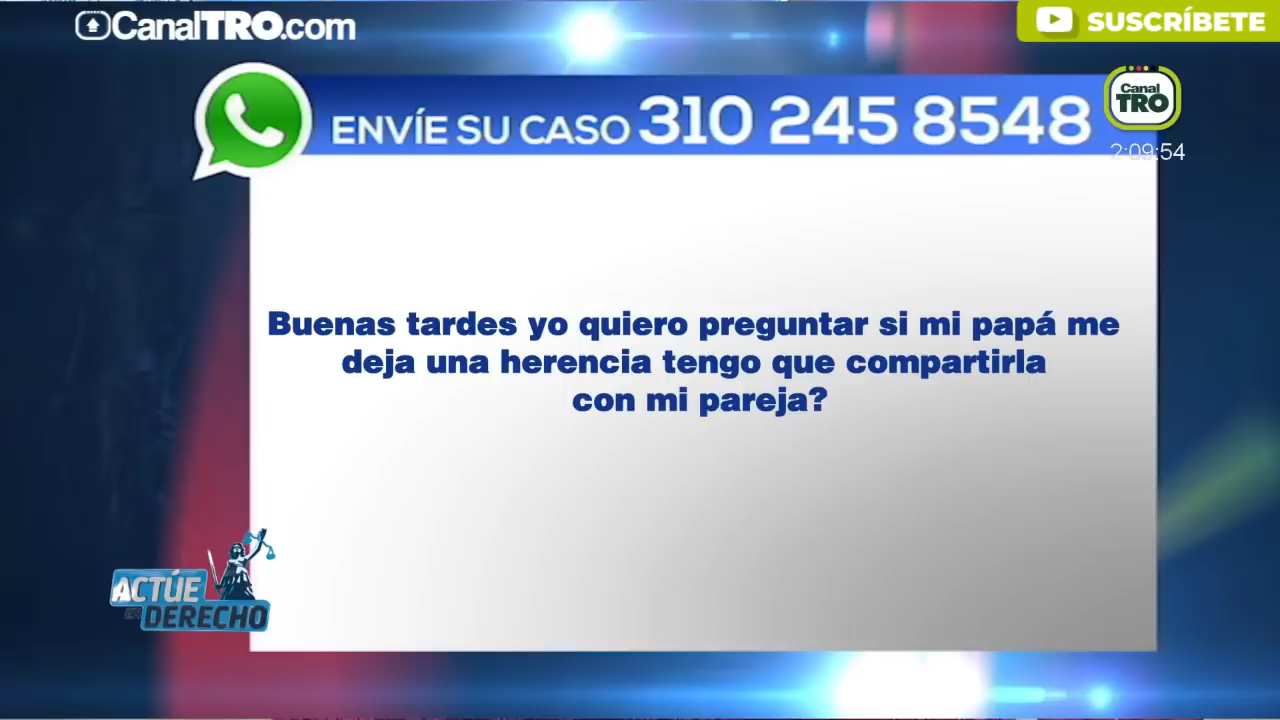 CanalTRO.com
SUSCRÍBETE
ENVÍE SU CASO 310 245 8548
Canal
TRO
2:09:54
Buenas tardes yo quiero preguntar si mi papá me
deja una herencia tengo que compartirla
con mi pareja?
ACTÚE
EN DERECHO